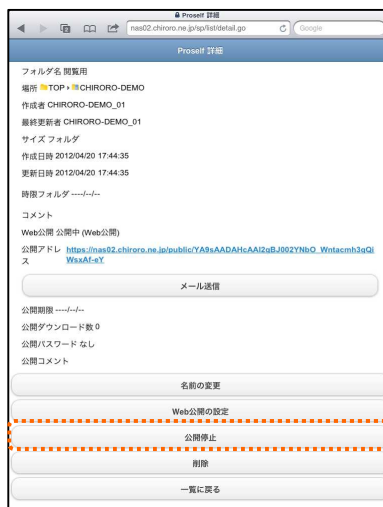 Proself 詳細
nas02.chiroro.ne.jp/sp/list/detail.go
Google
Proself 詳細
フォルダ名 閲覧用
場所 TOP › CHIRORO-DEMO
作成者 CHIRORO-DEMO_01
最終更新者 CHIRORO-DEMO_01
サイズ フォルダ
作成日時 2012/04/20 17:44:35
更新日時 2012/04/20 17:44:35
時限フォルダ ----/--/--
コメント
Web公開 公開中 (Web公開)
公開アドレス https://nas02.chiroro.ne.jp/public/YA9sAADAHcAAI2qBJ002YNbO_Wntacmh3qQi
WsxAf-eY
メール送信
公開期限 ----/--/--
公開ダウンロード数 0
公開パスワード なし
公開コメント
名前の変更
Web公開の設定
公開停止
削除
一覧に戻る